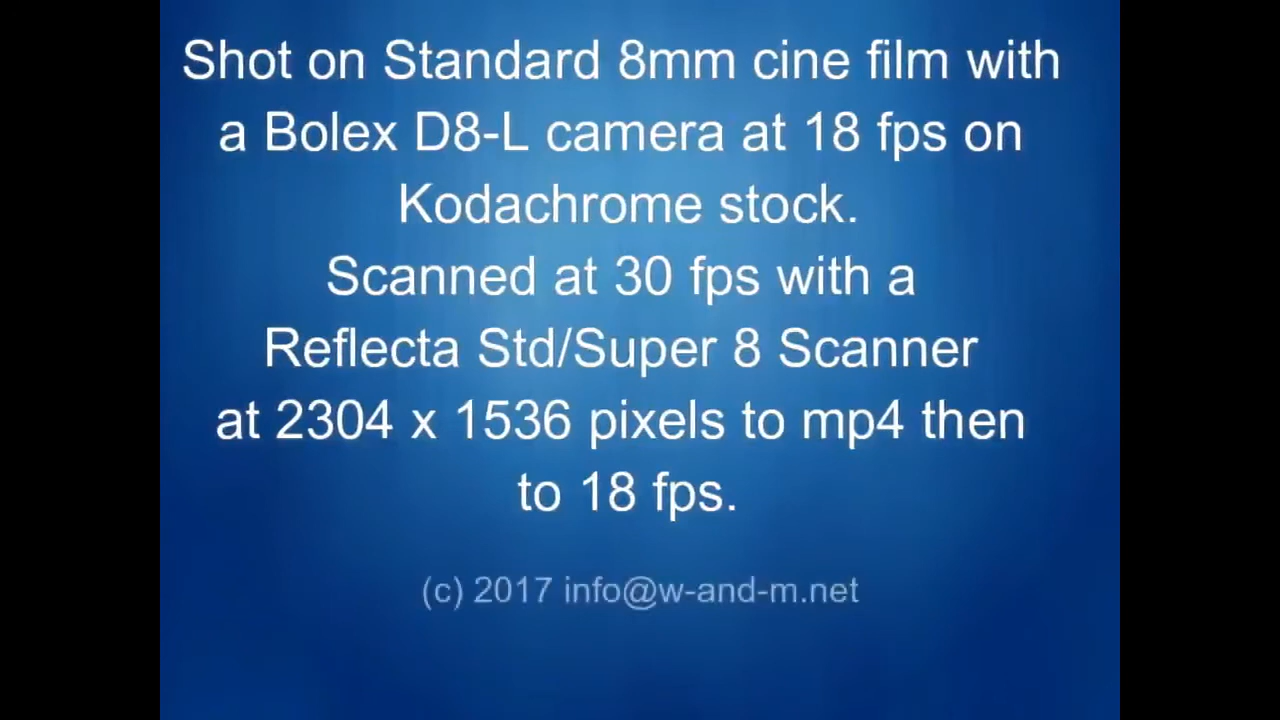 Shot on Standard 8mm cine film with
a Bolex D8-L camera at 18 fps on
Kodachrome stock.
Scanned at 30 fps with a
Reflecta Std/Super 8 Scanner
at 2304 x 1536 pixels to mp4 then
to 18 fps.
(c) 2017 info@w-and-m.net